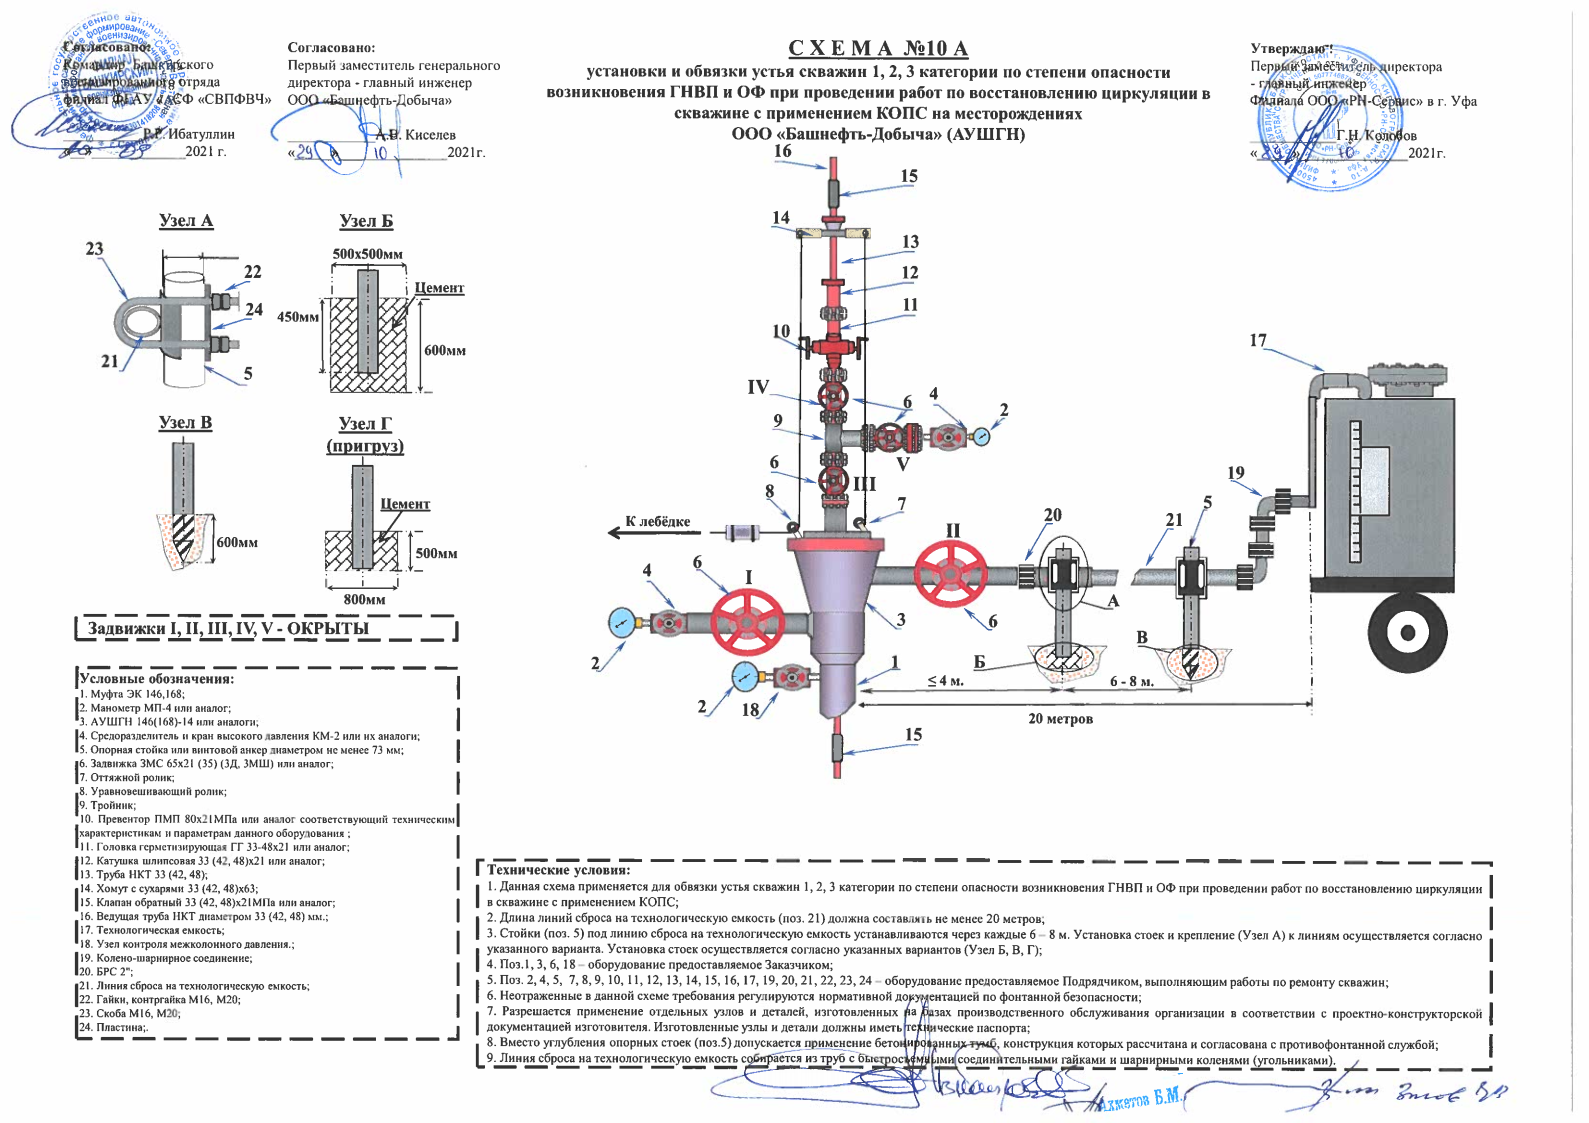 Согласовано:
Командир Башкирского
военизированного отряда
филиал ФГАУ «АСФ «СВПФВЧ»
Р.Г. Ибатуллин
2021 г.
Согласовано:
Первый заместитель генерального
директора - главный инженер
ООО «Башнефть-Добыча»
А.В. Киселев
«29» 10 2021г.
С Х Е М А №10 А
установки и обвязки устья скважин 1, 2, 3 категории по степени опасности
возникновения ГНВП и ОФ при проведении работ по восстановлению циркуляции в
скважине с применением КОПС на месторождениях
ООО «Башнефть-Добыча» (АУШГН)
Утверждаю:
Первый заместитель директора
- главный инженер
Филиала ООО «РН-Сервис» в г. Уфа
Г.Н. Колобов
«29» 10 2021г.
Узел А
23
22
24
21
5
Узел Б
500х500мм
Цемент
450мм
600мм
Узел В
600мм
Узел Г
(пригруз)
Цемент
500мм
800мм
16
15
14
13
12
11
10
IV
6
4
2
9
V
6
III
8
7
К лебёдке
II
20
21
5
19
17
4
6
I
2
3
6
А
Б
В
1
2
18
≤ 4 м.
6 - 8 м.
20 метров
15
Задвижки I, II, III, IV, V - ОКРЫТЫ
Условные обозначения:
1. Муфта ЭК 146,168;
2. Манометр МП-4 или аналог;
3. АУШГН 146(168)-14 или аналоги;
4. Средоразделитель и кран высокого давления КМ-2 или их аналоги;
5. Опорная стойка или винтовой анкер диаметром не менее 73 мм;
6. Задвижка ЗМС 65х21 (35) (3Д, ЗМШ) или аналог;
7. Оттяжной ролик;
8. Уравновешивающий ролик;
9. Тройник;
10. Превентор ПМП 80х21МПа или аналог соответствующий техническим
характеристикам и параметрам данного оборудования ;
11. Головка герметизирующая ГГ 33-48х21 или аналог;
12. Катушка шлипсовая 33 (42, 48)х21 или аналог;
13. Труба НКТ 33 (42, 48);
14. Хомут с сухарями 33 (42, 48)х63;
15. Клапан обратный 33 (42, 48)х21МПа или аналог;
16. Ведущая труба НКТ диаметром 33 (42, 48) мм.;
17. Технологическая емкость;
18. Узел контроля межколонного давления.;
19. Колено-шарнирное соединение;
20. БРС 2";
21. Линия сброса на технологическую емкость;
22. Гайки, контргайка М16, М20;
23. Скоба М16, М20;
24. Пластина;.
Технические условия:
1. Данная схема применяется для обвязки устья скважин 1, 2, 3 категории по степени опасности возникновения ГНВП и ОФ при проведении работ по восстановлению циркуляции
в скважине с применением КОПС;
2. Длина линий сброса на технологическую емкость (поз. 21) должна составлять не менее 20 метров;
3. Стойки (поз. 5) под линию сброса на технологическую емкость устанавливаются через каждые 6 – 8 м. Установка стоек и крепление (Узел А) к линиям осуществляется согласно
указанного варианта. Установка стоек осуществляется согласно указанных вариантов (Узел Б, В, Г);
4. Поз.1, 3, 6, 18 – оборудование предоставляемое Заказчиком;
5. Поз. 2, 4, 5, 7, 8, 9, 10, 11, 12, 13, 14, 15, 16, 17, 19, 20, 21, 22, 23, 24 – оборудование предоставляемое Подрядчиком, выполняющим работы по ремонту скважин;
6. Неотраженные в данной схеме требования регулируются нормативной документацией по фонтанной безопасности;
7. Разрешается применение отдельных узлов и деталей, изготовленных на базах производственного обслуживания организации в соответствии с проектно-конструкторской
документацией изготовителя. Изготовленные узлы и детали должны иметь технические паспорта;
8. Вместо углубления опорных стоек (поз.5) допускается применение бетонированных тумб, конструкция которых рассчитана и согласована с противофонтанной службой;
9. Линия сброса на технологическую емкость собирается из труб с быстросъемными соединительными гайками и шарнирными коленями (угольниками).
Ахметов Б.М.